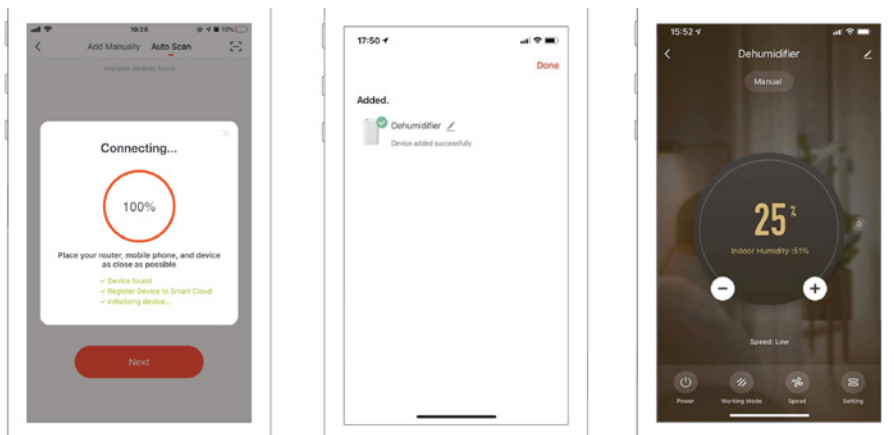 10:26
10%
Add Manually Auto Scan
Available devices found
Connecting...
100%
Place your router, mobile phone, and device
as close as possible
✓ Device found
✓ Register Device to Smart Cloud
✓ Initializing device...
Next
17:50
Done
Added.
Dehumidifier
Device added successfully
15:52
Dehumidifier
Manual
25%
Indoor Humidity :51%
Speed: Low
Power Working Mode Speed Setting